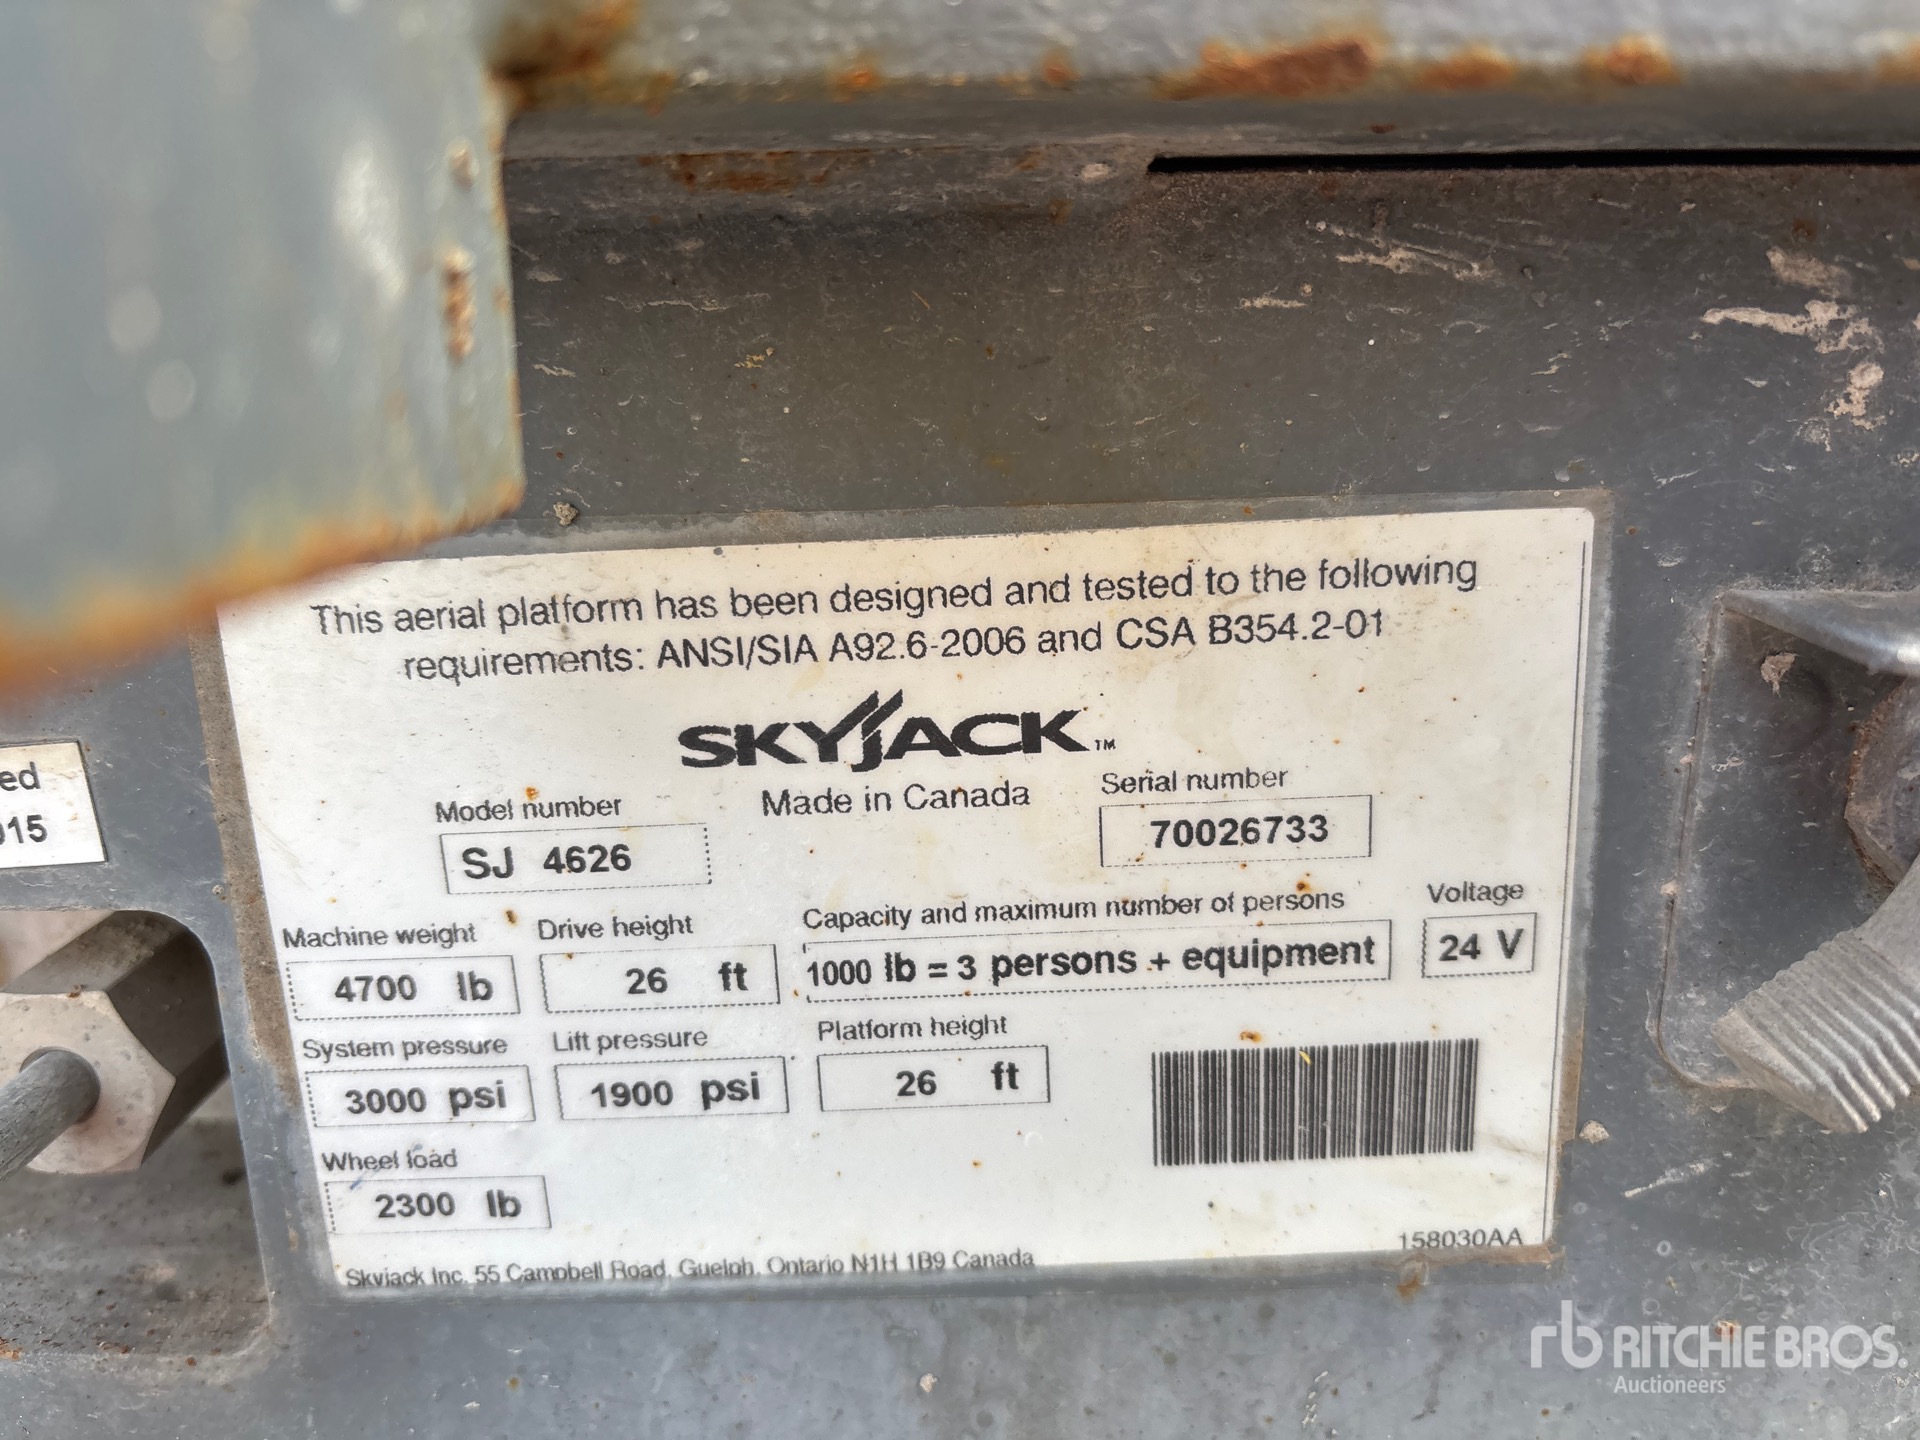 This aerial platform has been designed and tested to the following
requirements: ANSI/SIA A92.6-2006 and CSA B354.2-01
SKYJACK™
Made in Canada
Model number
SJ 4626
Serial number
70026733
Machine weight
4700 lb
Drive height
26 ft
Capacity and maximum number of persons
1000 lb = 3 persons + equipment
Voltage
24 V
System pressure
3000 psi
Lift pressure
1900 psi
Platform height
26 ft
Wheel load
2300 lb
158030AA
Skyjack Inc. 55 Campbell Road, Guelph, Ontario N1H 1B9 Canada
ed
015
rb RITCHIE BROS.
Auctioneers